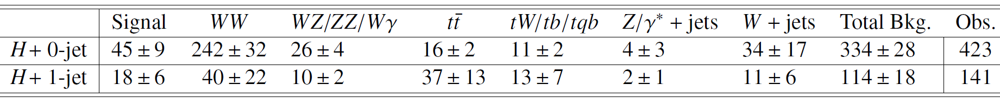 Signal WW WZ/ZZ/Wγ tt̄ tW/tb/tqb Z/γ* + jets W + jets Total Bkg. Obs.
H+ 0-jet 45 ± 9 242 ± 32 26 ± 4 16 ± 2 11 ± 2 4 ± 3 34 ± 17 334 ± 28 423
H+ 1-jet 18 ± 6 40 ± 22 10 ± 2 37 ± 13 13 ± 7 2 ± 1 11 ± 6 114 ± 18 141